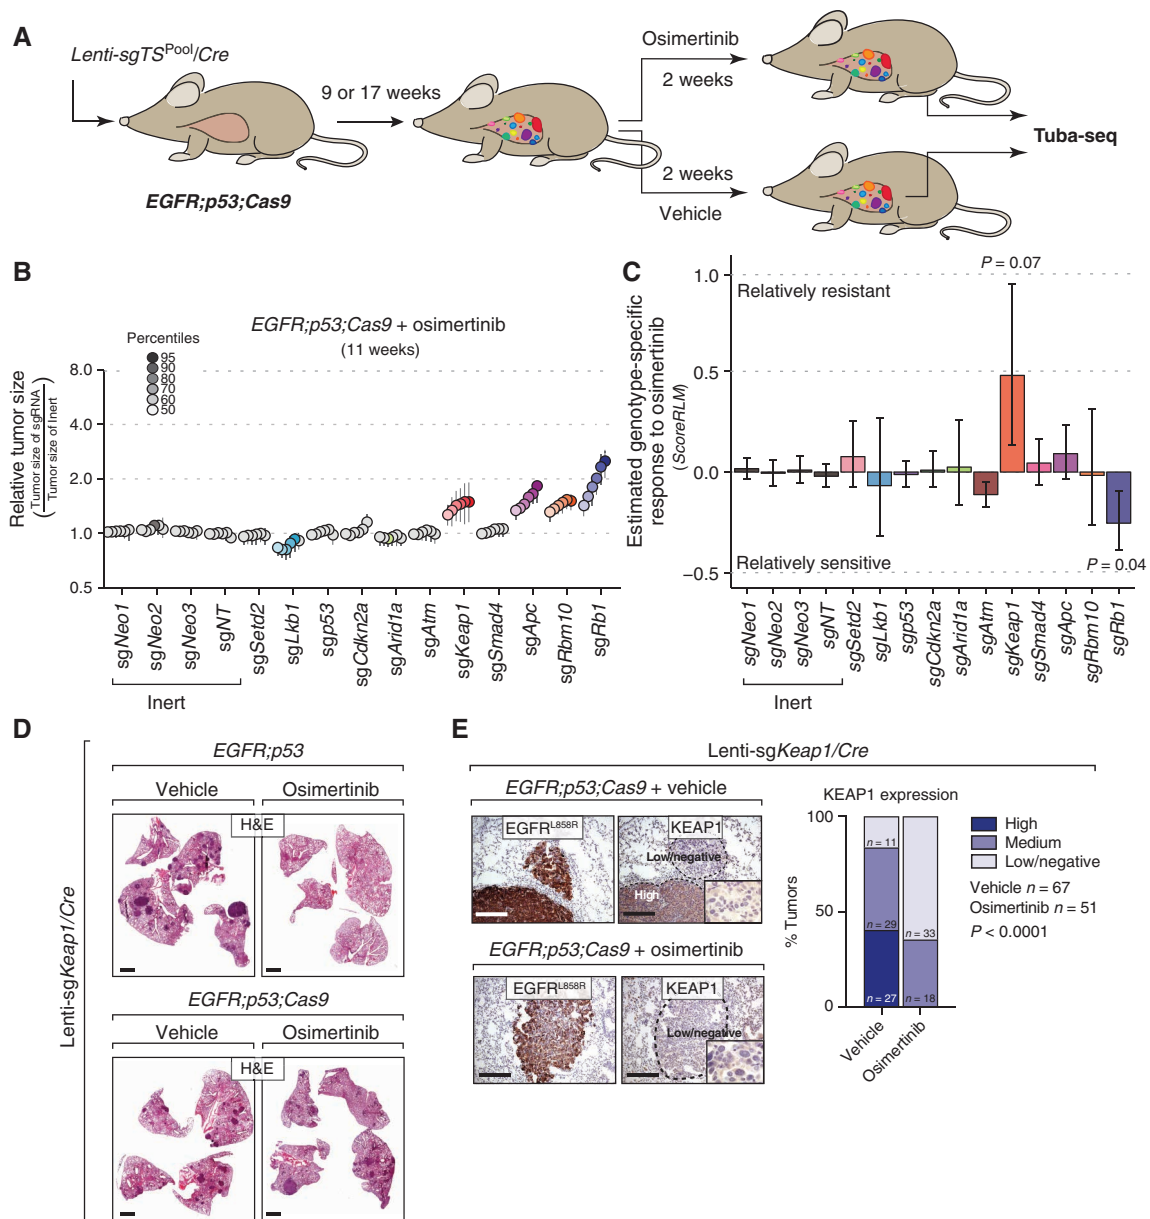 A
Lenti-sgTSPool/Cre
9 or 17 weeks
EGFR;p53;Cas9
Osimertinib
2 weeks
2 weeks
Vehicle
Tuba-seq
B
EGFR;p53;Cas9 + osimertinib
(11 weeks)
Percentiles
95
90
80
70
60
50
Relative tumor size
(Tumor size of sgRNA / Tumor size of Inert)
8.0
4.0
2.0
1.0
0.5
sgNeo1
sgNeo2
sgNeo3
sgNT
sgSetd2
sgLkb1
sgp53
sgCdkn2a
sgArid1a
sgAtm
sgKeap1
sgSmad4
sgApc
sgRbm10
sgRb1
Inert
C
Estimated genotype-specific
response to osimertinib
(ScoreRLM)
1.0
0.5
0.0
−0.5
P = 0.07
Relatively resistant
Relatively sensitive
P = 0.04
sgNeo1
sgNeo2
sgNeo3
sgNT
sgSetd2
sgLkb1
sgp53
sgCdkn2a
sgArid1a
sgAtm
sgKeap1
sgSmad4
sgApc
sgRbm10
sgRb1
Inert
D
Lenti-sgKeap1/Cre
EGFR;p53
Vehicle
Osimertinib
H&E
EGFR;p53;Cas9
Vehicle
Osimertinib
H&E
E
Lenti-sgKeap1/Cre
EGFR;p53;Cas9 + vehicle
EGFRL858R
KEAP1
Low/negative
High
EGFR;p53;Cas9 + osimertinib
EGFRL858R
KEAP1
Low/negative
KEAP1 expression
% Tumors
100
50
0
n = 11
n = 29
n = 27
n = 33
n = 18
Vehicle
Osimertinib
High
Medium
Low/negative
Vehicle n = 67
Osimertinib n = 51
P < 0.0001